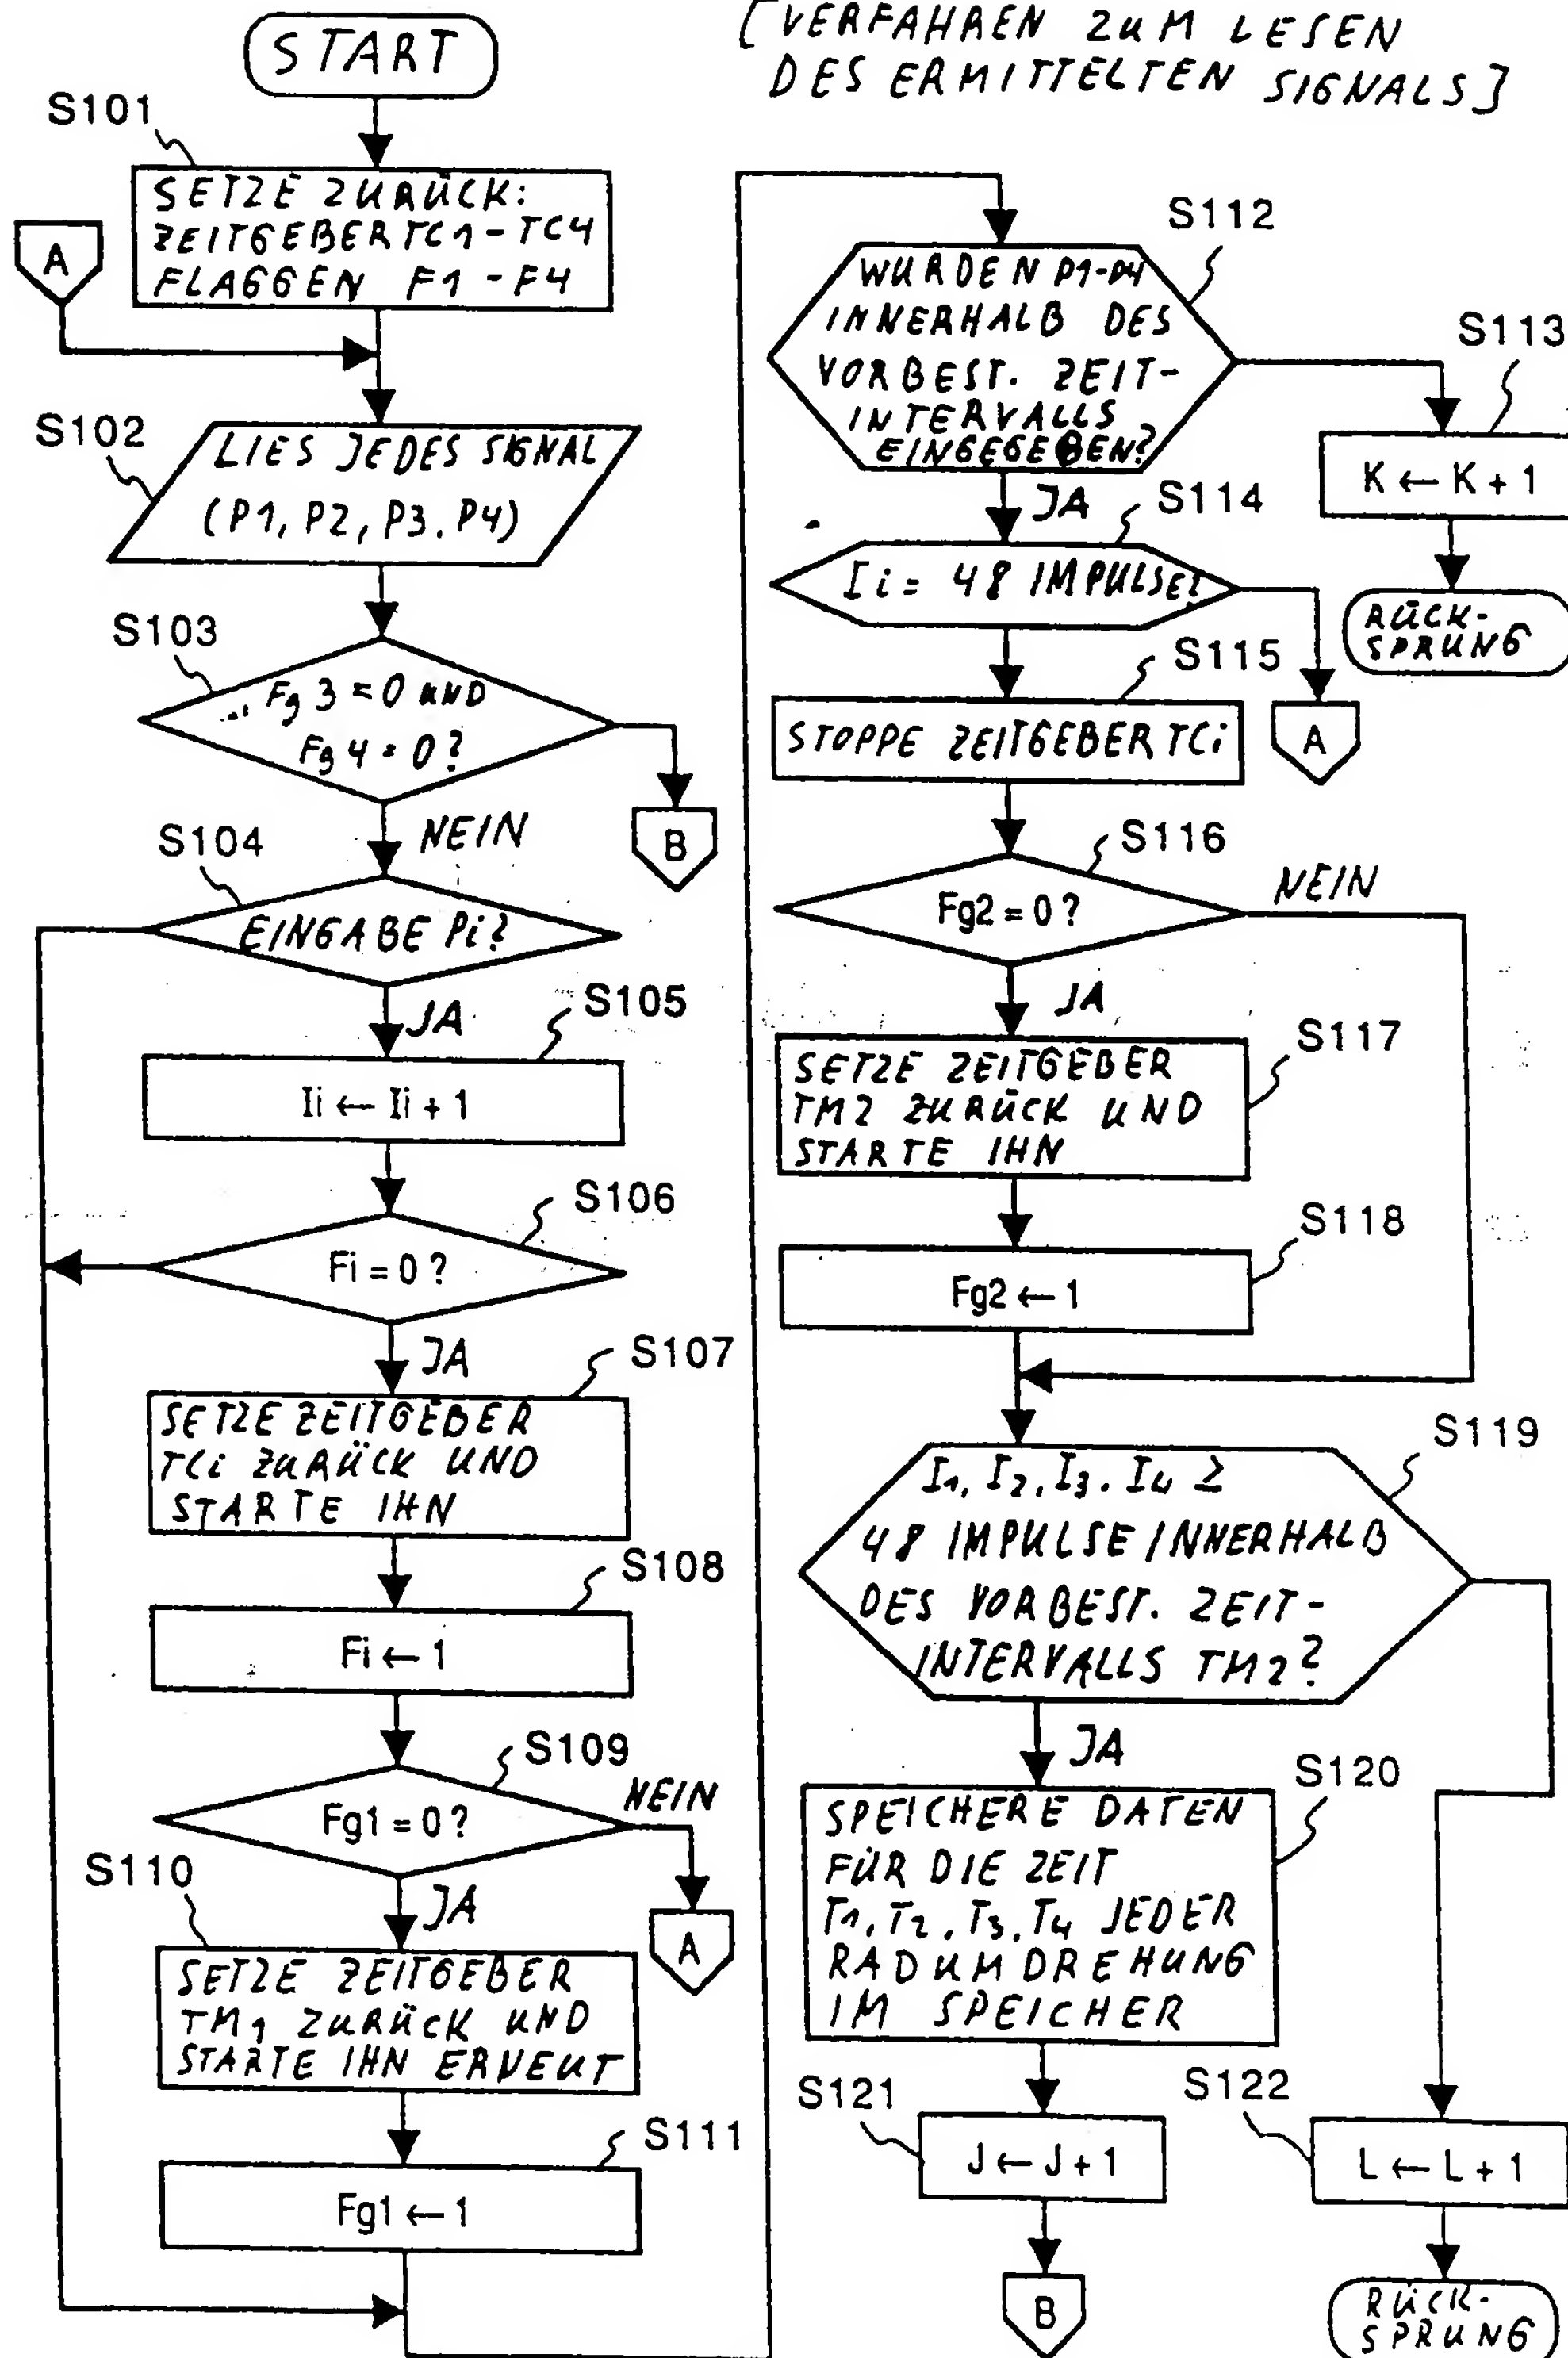 [VERFAHREN ZUM LESEN
DES ERMITTELTEN SIGNALS]
START
S101
SETZE ZURÜCK:
ZEITGEBER TC1-TC4
FLAGGEN F1-F4
A
S102
LIES JEDES SIGNAL
(P1, P2, P3, P4)
S103
Fg 3 = 0 UND
Fg 4 = 0?
B
NEIN
S104
EINGABE Pi?
JA
S105
Ii ← Ii + 1
S106
Fi = 0 ?
JA
S107
SETZE ZEITGEBER
TCi ZURÜCK UND
STARTE IHN
S108
Fi ← 1
S109
Fg1 = 0 ?
NEIN
A
JA
S110
SETZE ZEITGEBER
TM1 ZURÜCK UND
STARTE IHN ERNEUT
S111
Fg1 ← 1
S112
WURDEN P1-P4
INNERHALB DES
VORBEST. ZEIT-
INTERVALLS
EINGEGEBEN?
S113
K ← K + 1
RÜCK-
SPRUNG
JA
S114
Ii = 48 IMPULSE?
A
S115
STOPPE ZEITGEBER TCi
S116
Fg2 = 0 ?
NEIN
JA
S117
SETZE ZEITGEBER
TM2 ZURÜCK UND
STARTE IHN
S118
Fg2 ← 1
S119
I1, I2, I3, I4 ≥
48 IMPULSE INNERHALB
DES VORBEST. ZEIT-
INTERVALLS TM2?
JA
S120
SPEICHERE DATEN
FÜR DIE ZEIT
T1, T2, T3, T4 JEDER
RADUMDREHUNG
IM SPEICHER
S121
J ← J + 1
B
S122
L ← L + 1
RÜCK-
SPRUNG